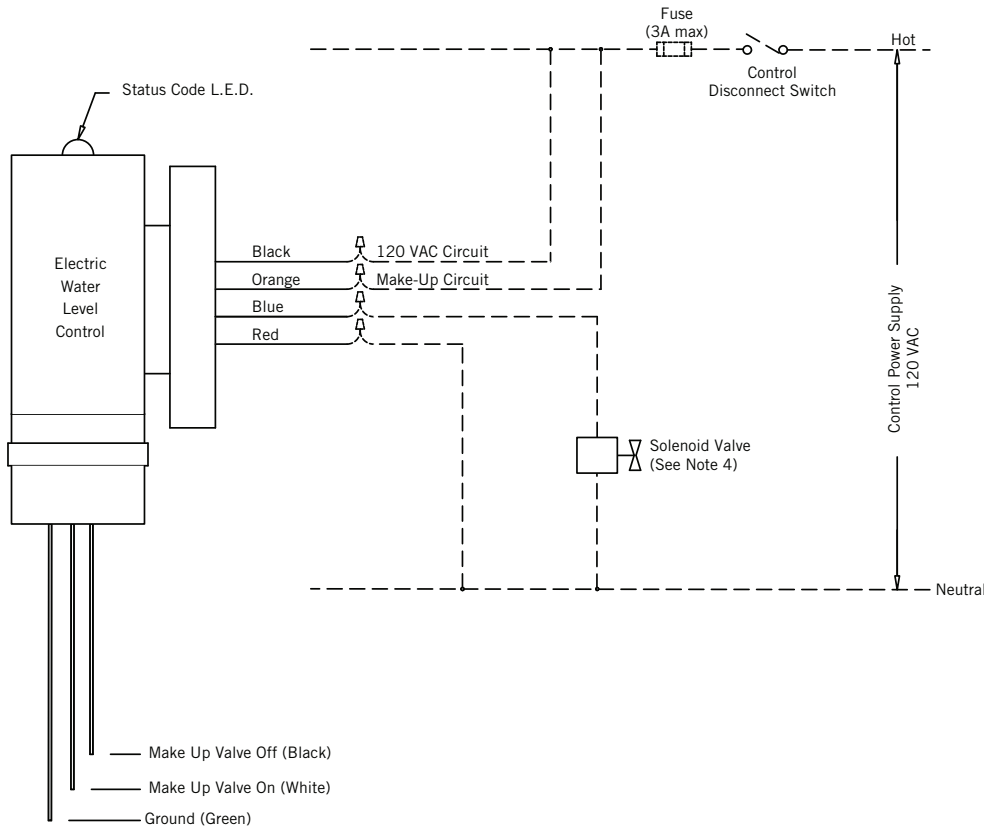 Fuse
(3A max)
Hot
Control
Disconnect Switch
Status Code L.E.D.
Electric
Water
Level
Control
Black
120 VAC Circuit
Orange
Make-Up Circuit
Blue
Red
Control Power Supply
120 VAC
Solenoid Valve
(See Note 4)
Neutral
Make Up Valve Off (Black)
Make Up Valve On (White)
Ground (Green)